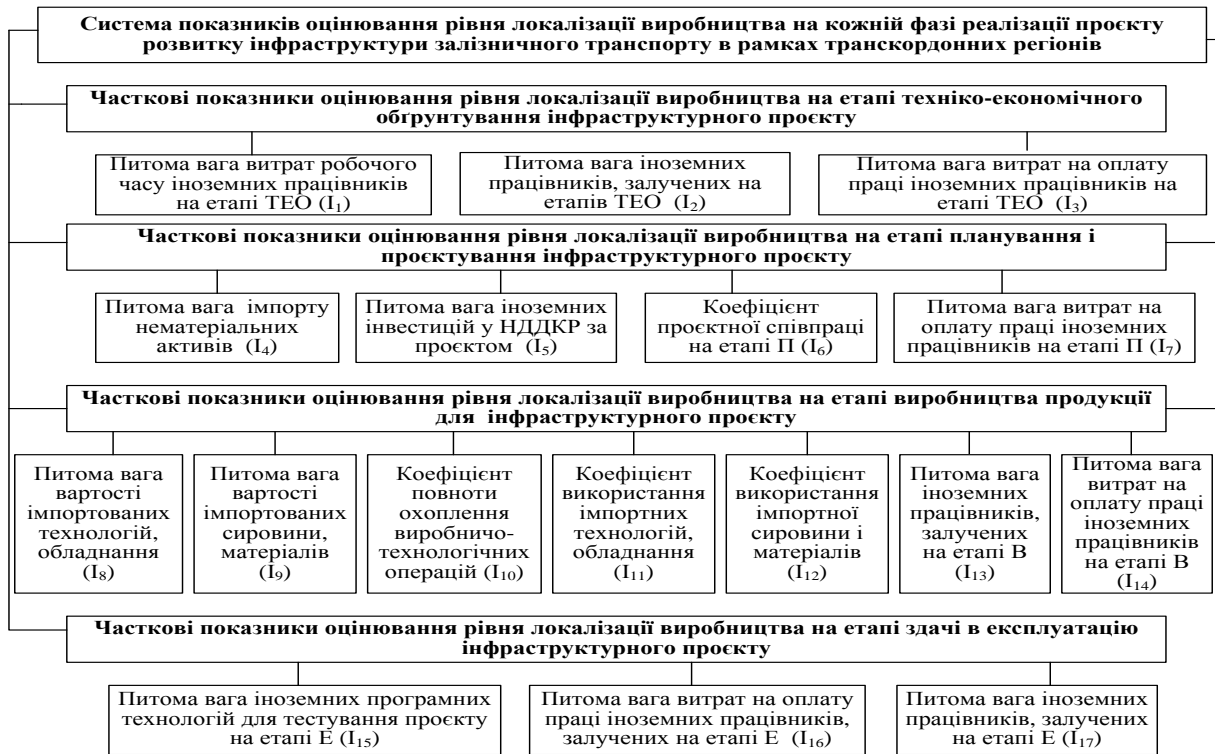 Система показників оцінювання рівня локалізації виробництва на кожній фазі реалізації проєкту
розвитку інфраструктури залізничного транспорту в рамках транскордонних регіонів
Часткові показники оцінювання рівня локалізації виробництва на етапі техніко-економічного
обґрунтування інфраструктурного проєкту
Питома вага витрат робочого
часу іноземних працівників
на етапі ТЕО (I₁)
Питома вага іноземних
працівників, залучених на
етапів ТЕО (I₂)
Питома вага витрат на оплату
праці іноземних працівників на
етапі ТЕО (I₃)
Часткові показники оцінювання рівня локалізації виробництва на етапі планування і
проєктування інфраструктурного проєкту
Питома вага імпорту
нематеріальних
активів (I₄)
Питома вага іноземних
інвестицій у НДДКР за
проєктом (I₅)
Коефіцієнт
проєктної співпраці
на етапі П (I₆)
Питома вага витрат на
оплату праці іноземних
працівників на етапі П (I₇)
Часткові показники оцінювання рівня локалізації виробництва на етапі виробництва продукції
для інфраструктурного проєкту
Питома вага
вартості
імпортованих
технологій,
обладнання
(I₈)
Питома вага
вартості
імпортованих
сировини,
матеріалів
(I₉)
Коефіцієнт
повноти
охоплення
виробничо-
технологічних
операцій (I₁₀)
Коефіцієнт
використання
імпортних
технологій,
обладнання
(I₁₁)
Коефіцієнт
використання
імпортної
сировини і
матеріалів
(I₁₂)
Питома вага
іноземних
працівників,
залучених
на етапі В
(I₁₃)
Питома вага
витрат на
оплату праці
іноземних
працівників
на етапі В
(I₁₄)
Часткові показники оцінювання рівня локалізації виробництва на етапі здачі в експлуатацію
інфраструктурного проєкту
Питома вага іноземних програмних
технологій для тестування проєкту
на етапі Е (I₁₅)
Питома вага витрат на оплату
праці іноземних працівників,
залучених на етапі Е (I₁₆)
Питома вага іноземних
працівників, залучених
на етапі Е (I₁₇)